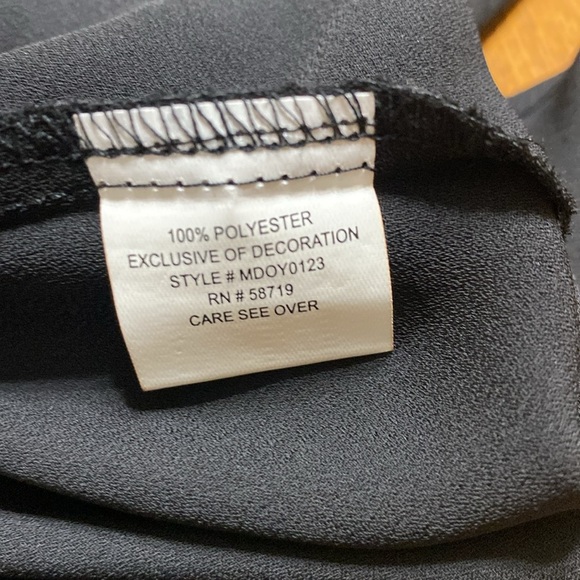 100% POLYESTER
EXCLUSIVE OF DECORATION
STYLE # MDOY0123
RN # 58719
CARE SEE OVER